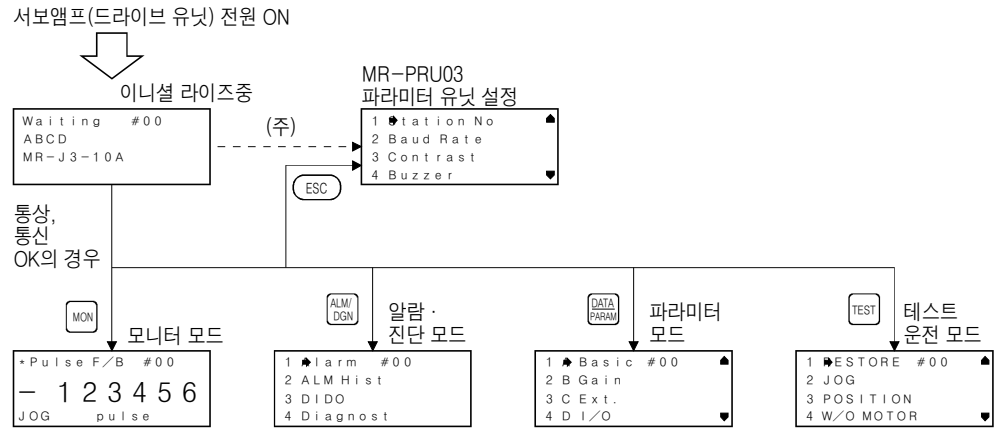 서보앰프(드라이브 유닛) 전원 ON
이니셜 라이즈중
Waiting #00
ABCD
MR-J3-10A
(주)
MR-PRU03
파라미터 유닛 설정
1 Station No
2 Baud Rate
3 Contrast
4 Buzzer
ESC
통상,
통신
OK의 경우
MON
모니터 모드
*Pulse F/B #00
- 123456
JOG pulse
ALM/
DGN
알람 ·
진단 모드
1 Alarm #00
2 ALM Hist
3 DIDO
4 Diagnost
DATA
PARAM
파라미터
모드
1 A Basic #00
2 B Gain
3 C Ext.
4 D I/O
TEST
테스트
운전 모드
1 RESTORE #00
2 JOG
3 POSITION
4 W/O MOTOR